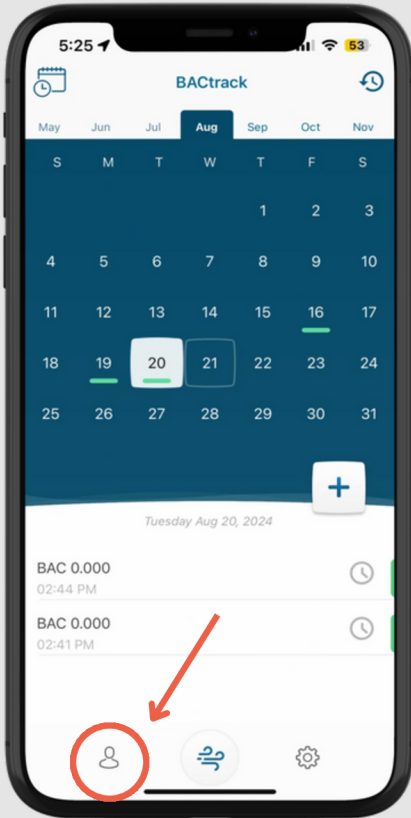 5:25 53
BACtrack
May Jun Jul Aug Sep Oct Nov
S M T W T F S
1 2 3
4 5 6 7 8 9 10
11 12 13 14 15 16 17
18 19 20 21 22 23 24
25 26 27 28 29 30 31
+
Tuesday Aug 20, 2024
BAC 0.000
02:44 PM
BAC 0.000
02:41 PM